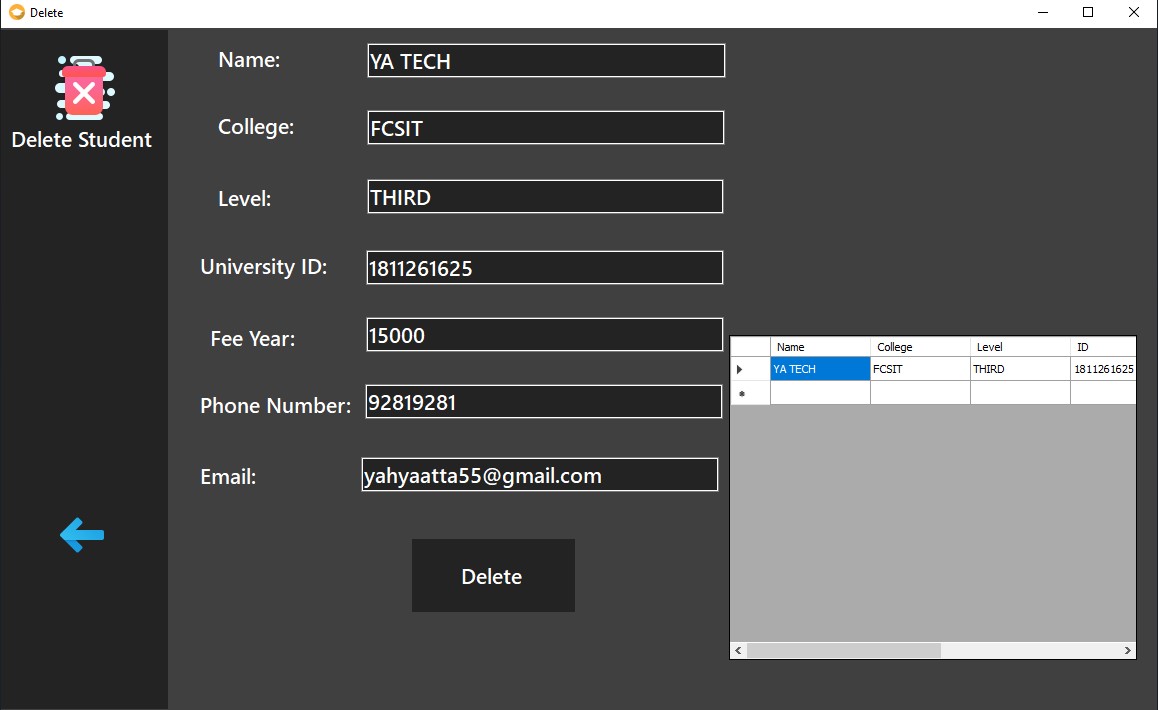 Delete
Delete Student
Name: YA TECH
College: FCSIT
Level: THIRD
University ID: 1811261625
Fee Year: 15000
Phone Number: 92819281
Email: yahyaatta55@gmail.com
Delete
Name College Level ID
YA TECH FCSIT THIRD 1811261625